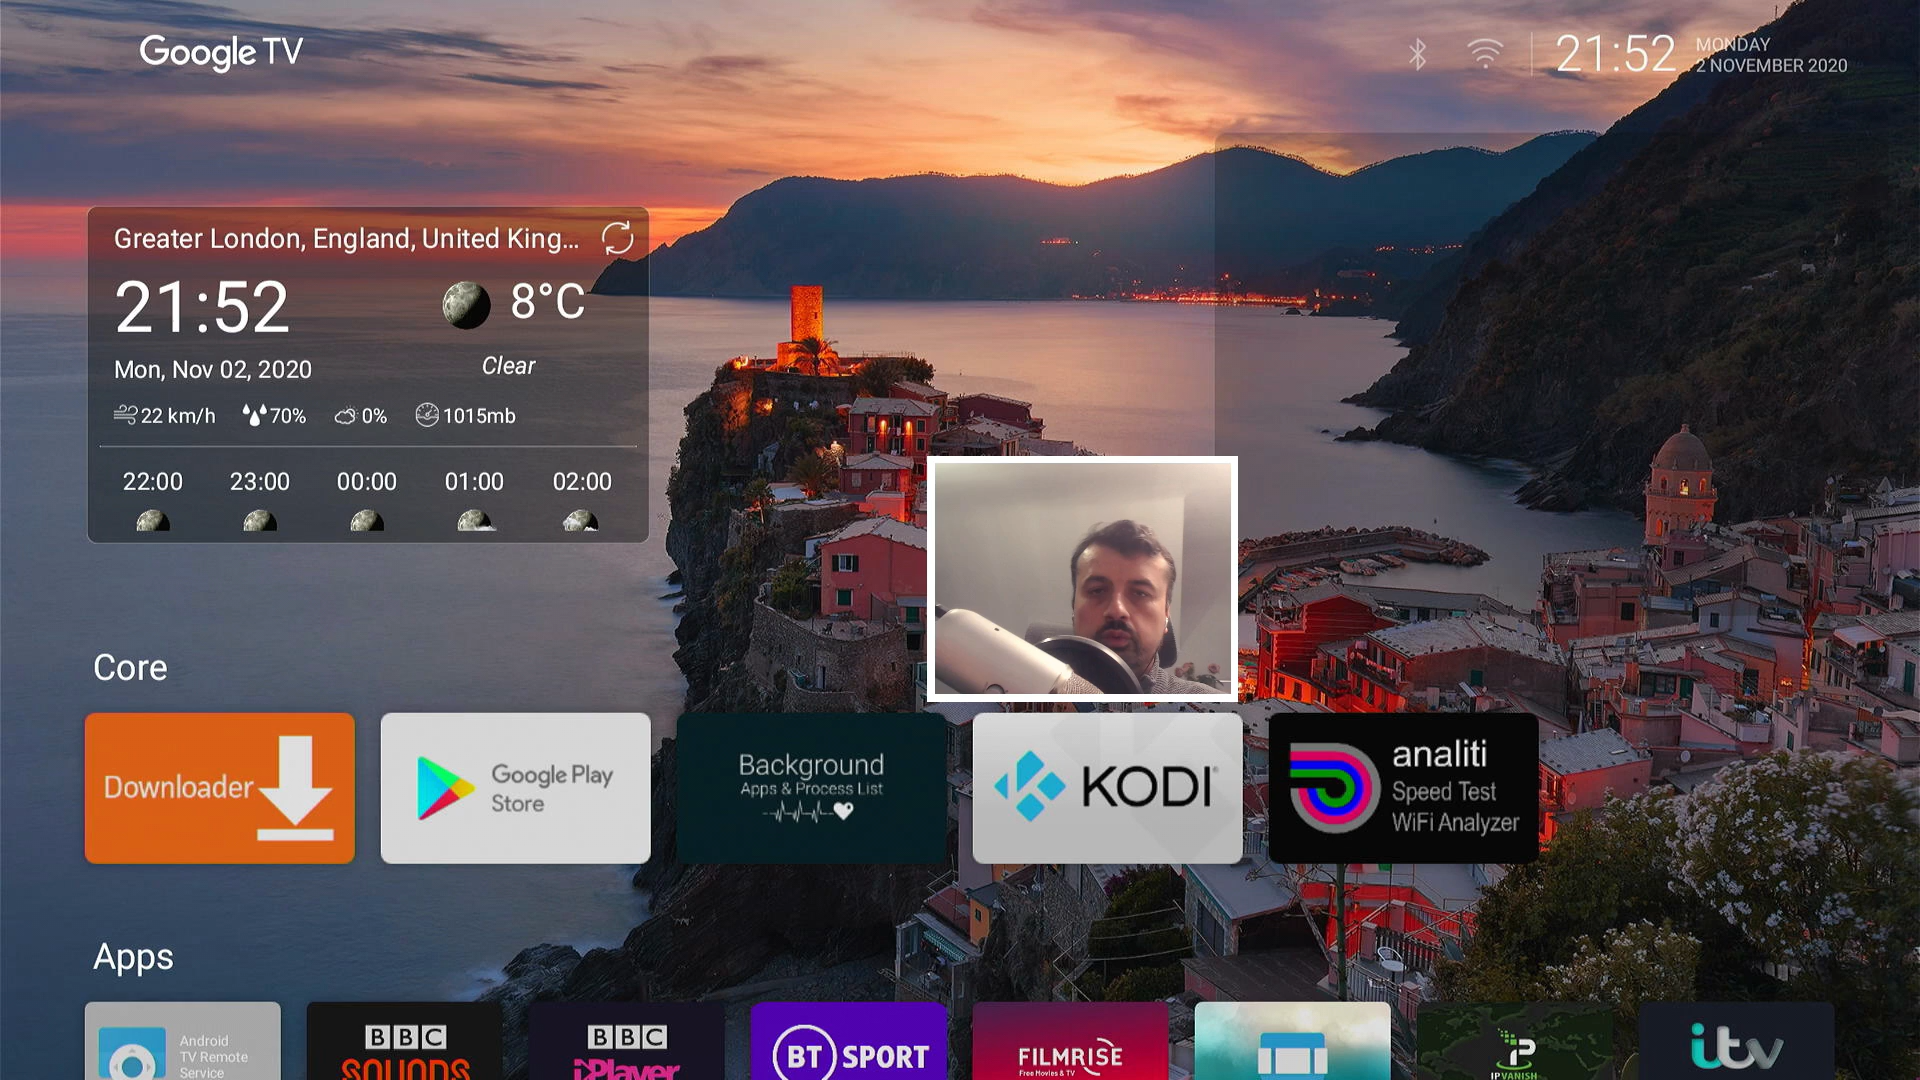 Google TV
21:52
MONDAY
2 NOVEMBER 2020
Greater London, England, United King...
21:52
8°C
Mon, Nov 02, 2020
Clear
22 km/h
70%
0%
1015mb
22:00
23:00
00:00
01:00
02:00
Core
Downloader
Google Play
Store
Background
Apps & Process List
KODI
analiti
Speed Test
WiFi Analyzer
Apps
Android
TV Remote
Service
BBC
SOUNDS
BBC
iPlayer
BT SPORT
FILMRISE
Free Movies & TV
IPVANISH
itv